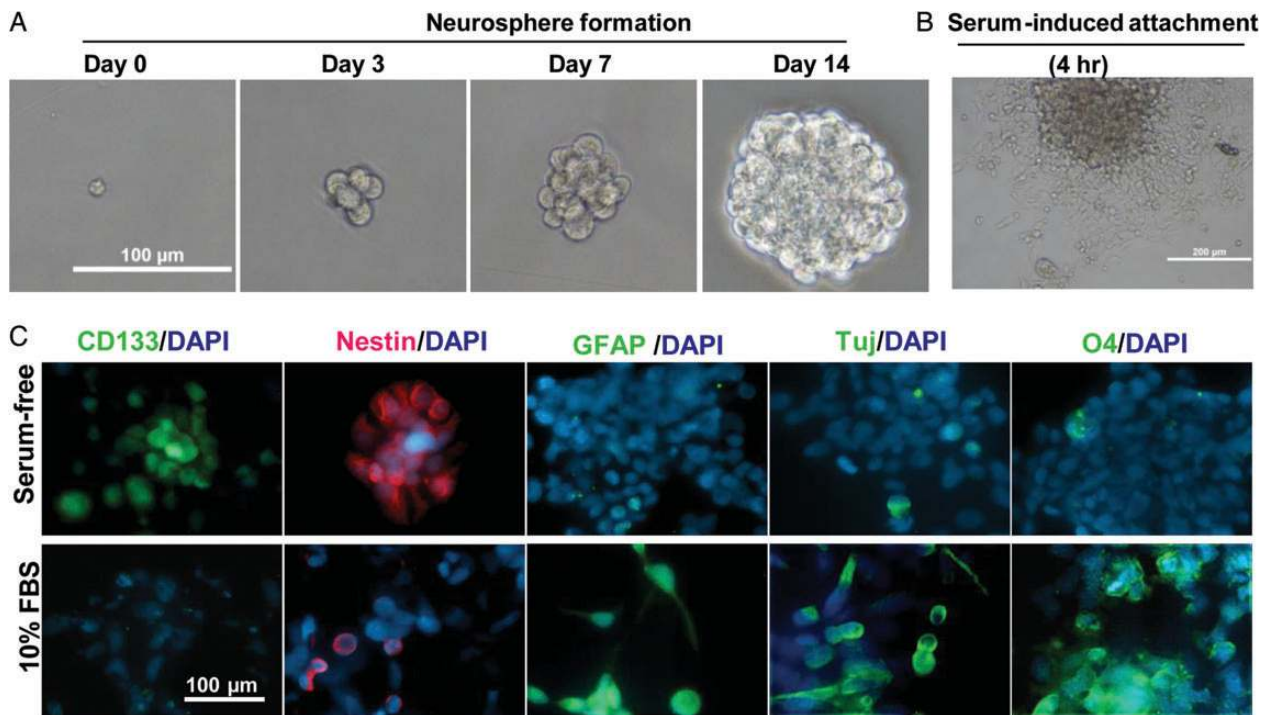 A
Neurosphere formation
Day 0
Day 3
Day 7
Day 14
100 µm
B
Serum-induced attachment
(4 hr)
200 µm
C
CD133/DAPI
Nestin/DAPI
GFAP /DAPI
Tuj/DAPI
O4/DAPI
Serum-free
10% FBS
100 µm